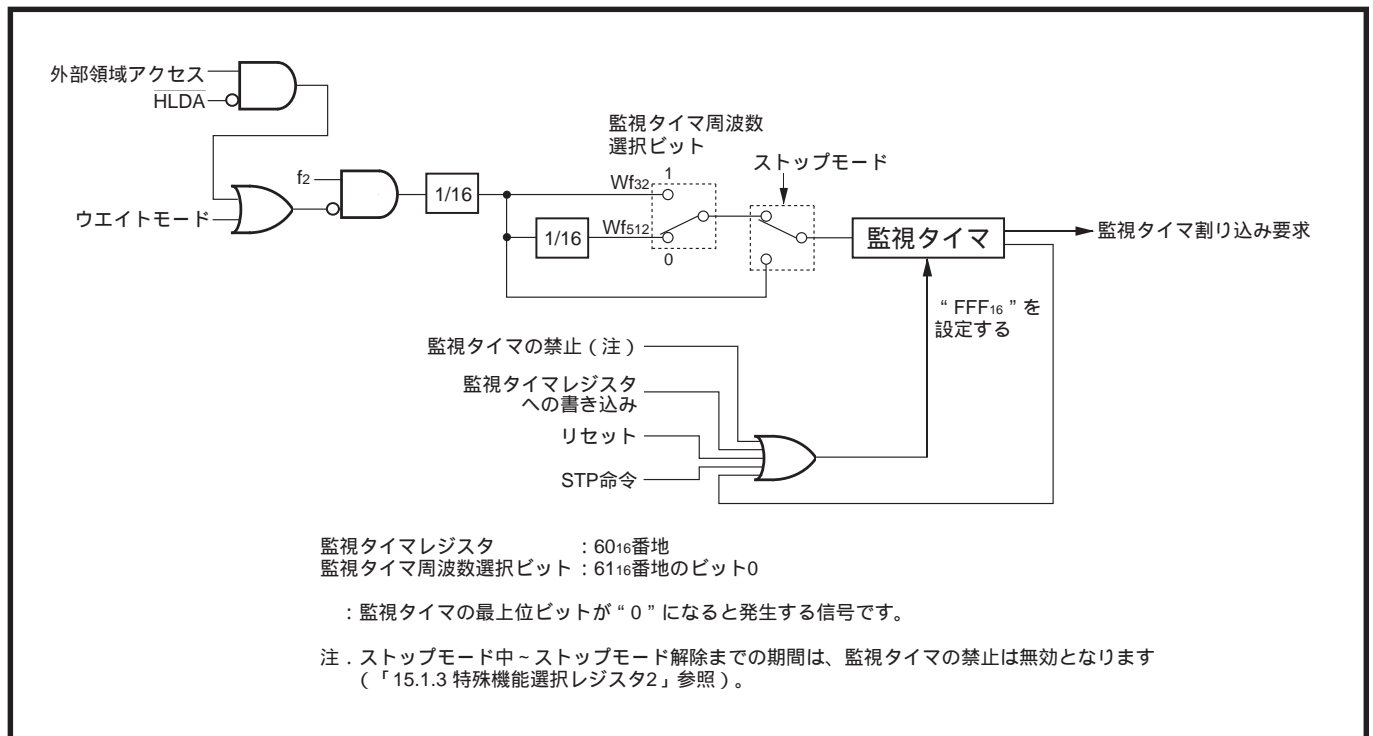 外部領域アクセス
HLDA
f2
ウエイトモード
1/16
1/16
Wf32
Wf512
監視タイマ周波数
選択ビット
1
0
ストップモード
監視タイマ
監視タイマ割り込み要求
“ FFF16 ” を
設定する
監視タイマの禁止 ( 注 )
監視タイマレジスタ
への書き込み
リセット
STP命令
監視タイマレジスタ : 6016番地
監視タイマ周波数選択ビット : 6116番地のビット0
: 監視タイマの最上位ビットが “ 0 ” になると発生する信号です。
注 . ストップモード中 ~ ストップモード解除までの期間は、監視タイマの禁止は無効となります
( 「 15.1.3 特殊機能選択レジスタ2 」 参照 ) 。